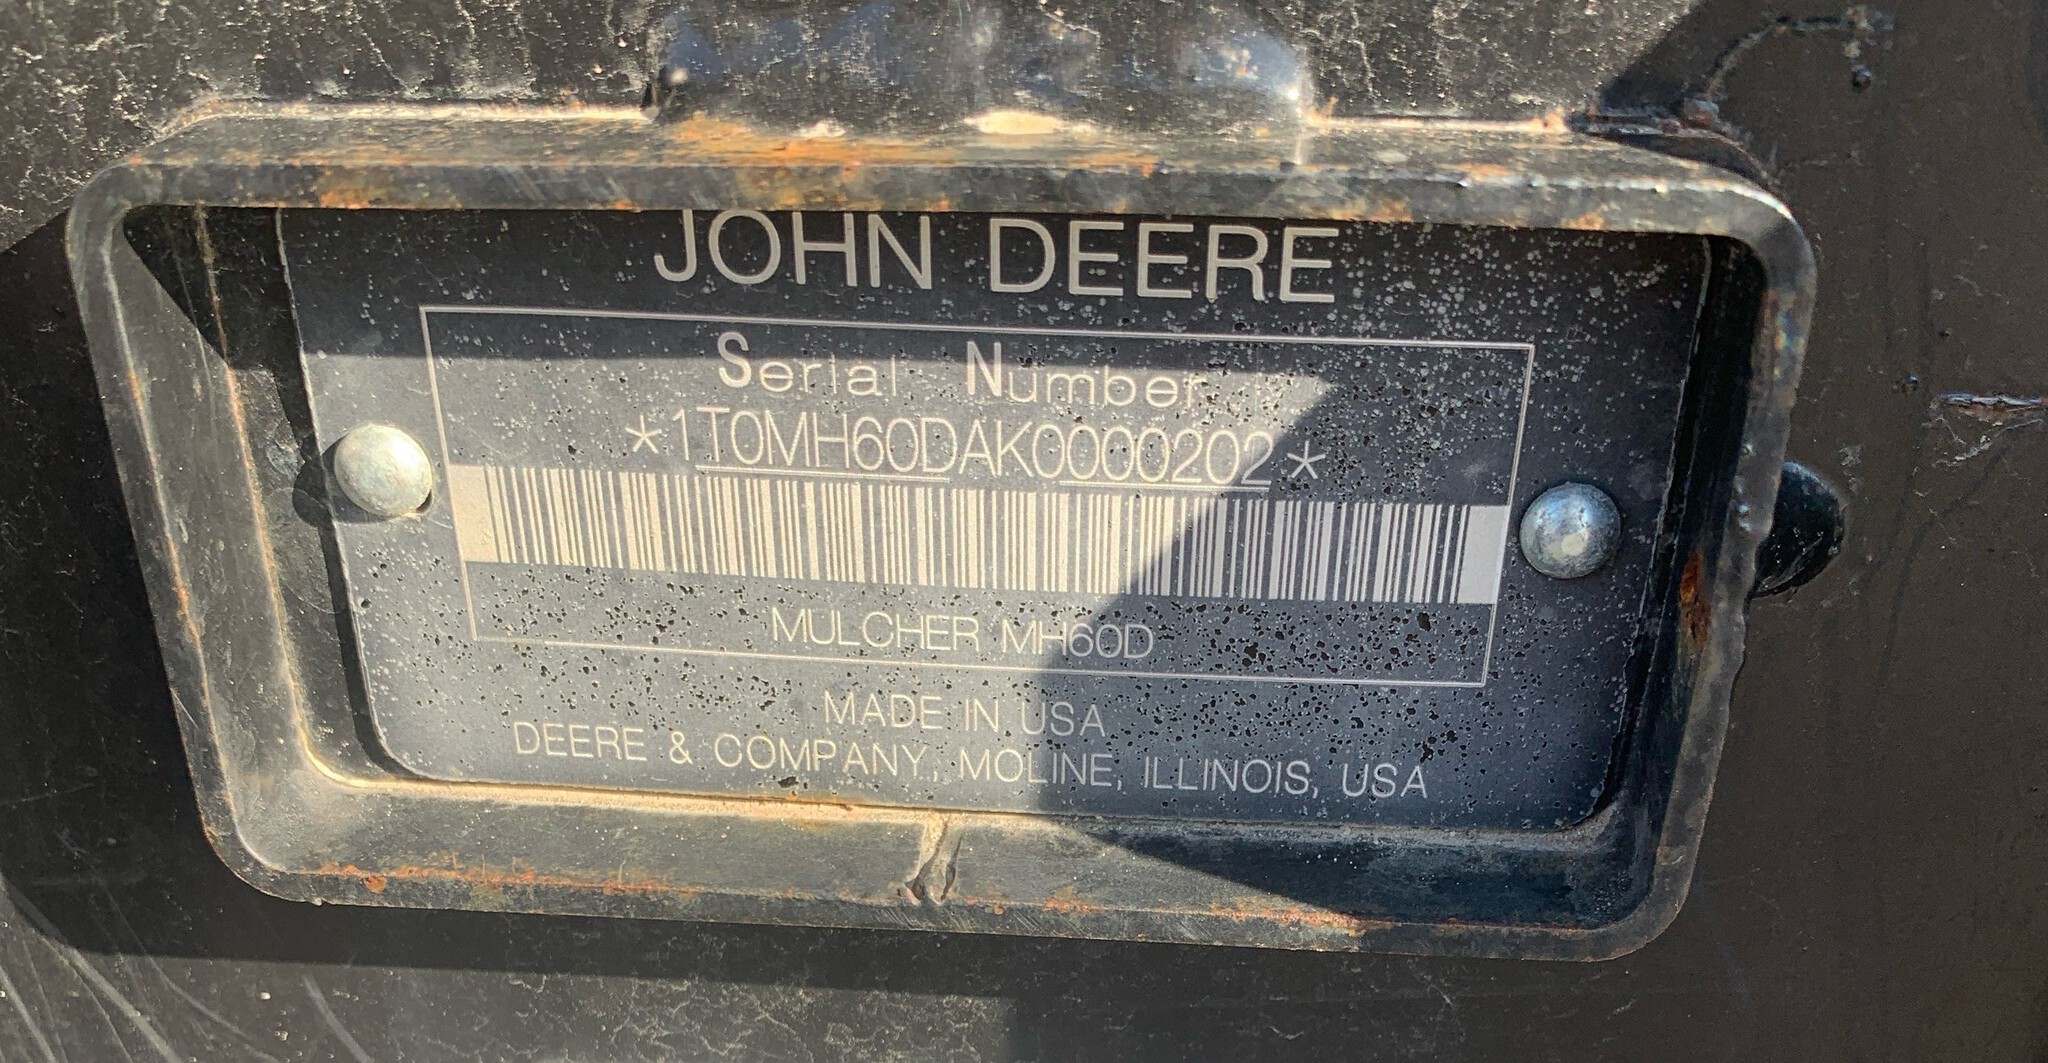 JOHN DEERE
Serial Number
*1T0MH60DAK0000202*
MULCHER MH60D
MADE IN USA
DEERE & COMPANY, MOLINE, ILLINOIS, USA